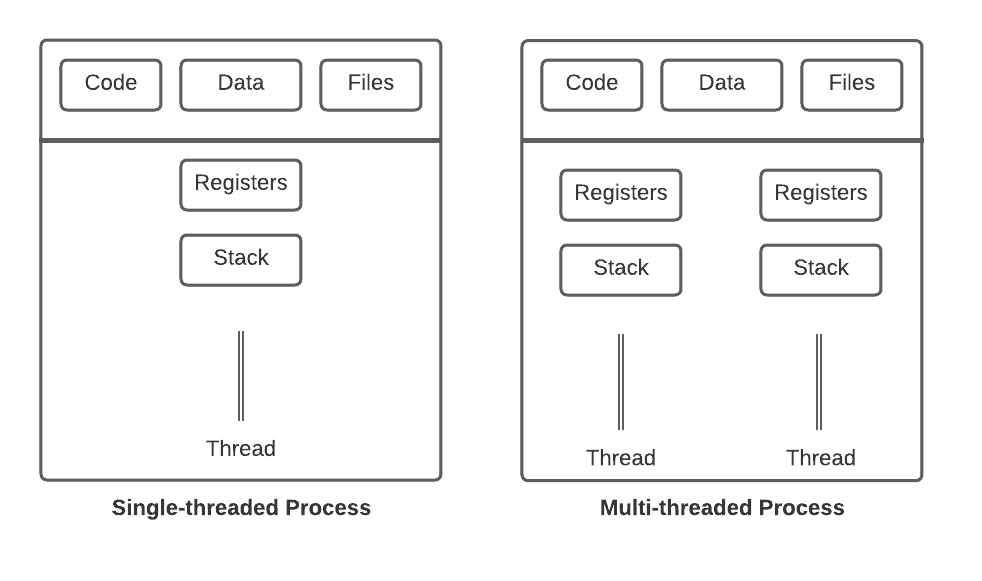 Code Data Files
Registers
Stack
Thread
Single-threaded Process
Code Data Files
Registers Registers
Stack Stack
Thread Thread
Multi-threaded Process